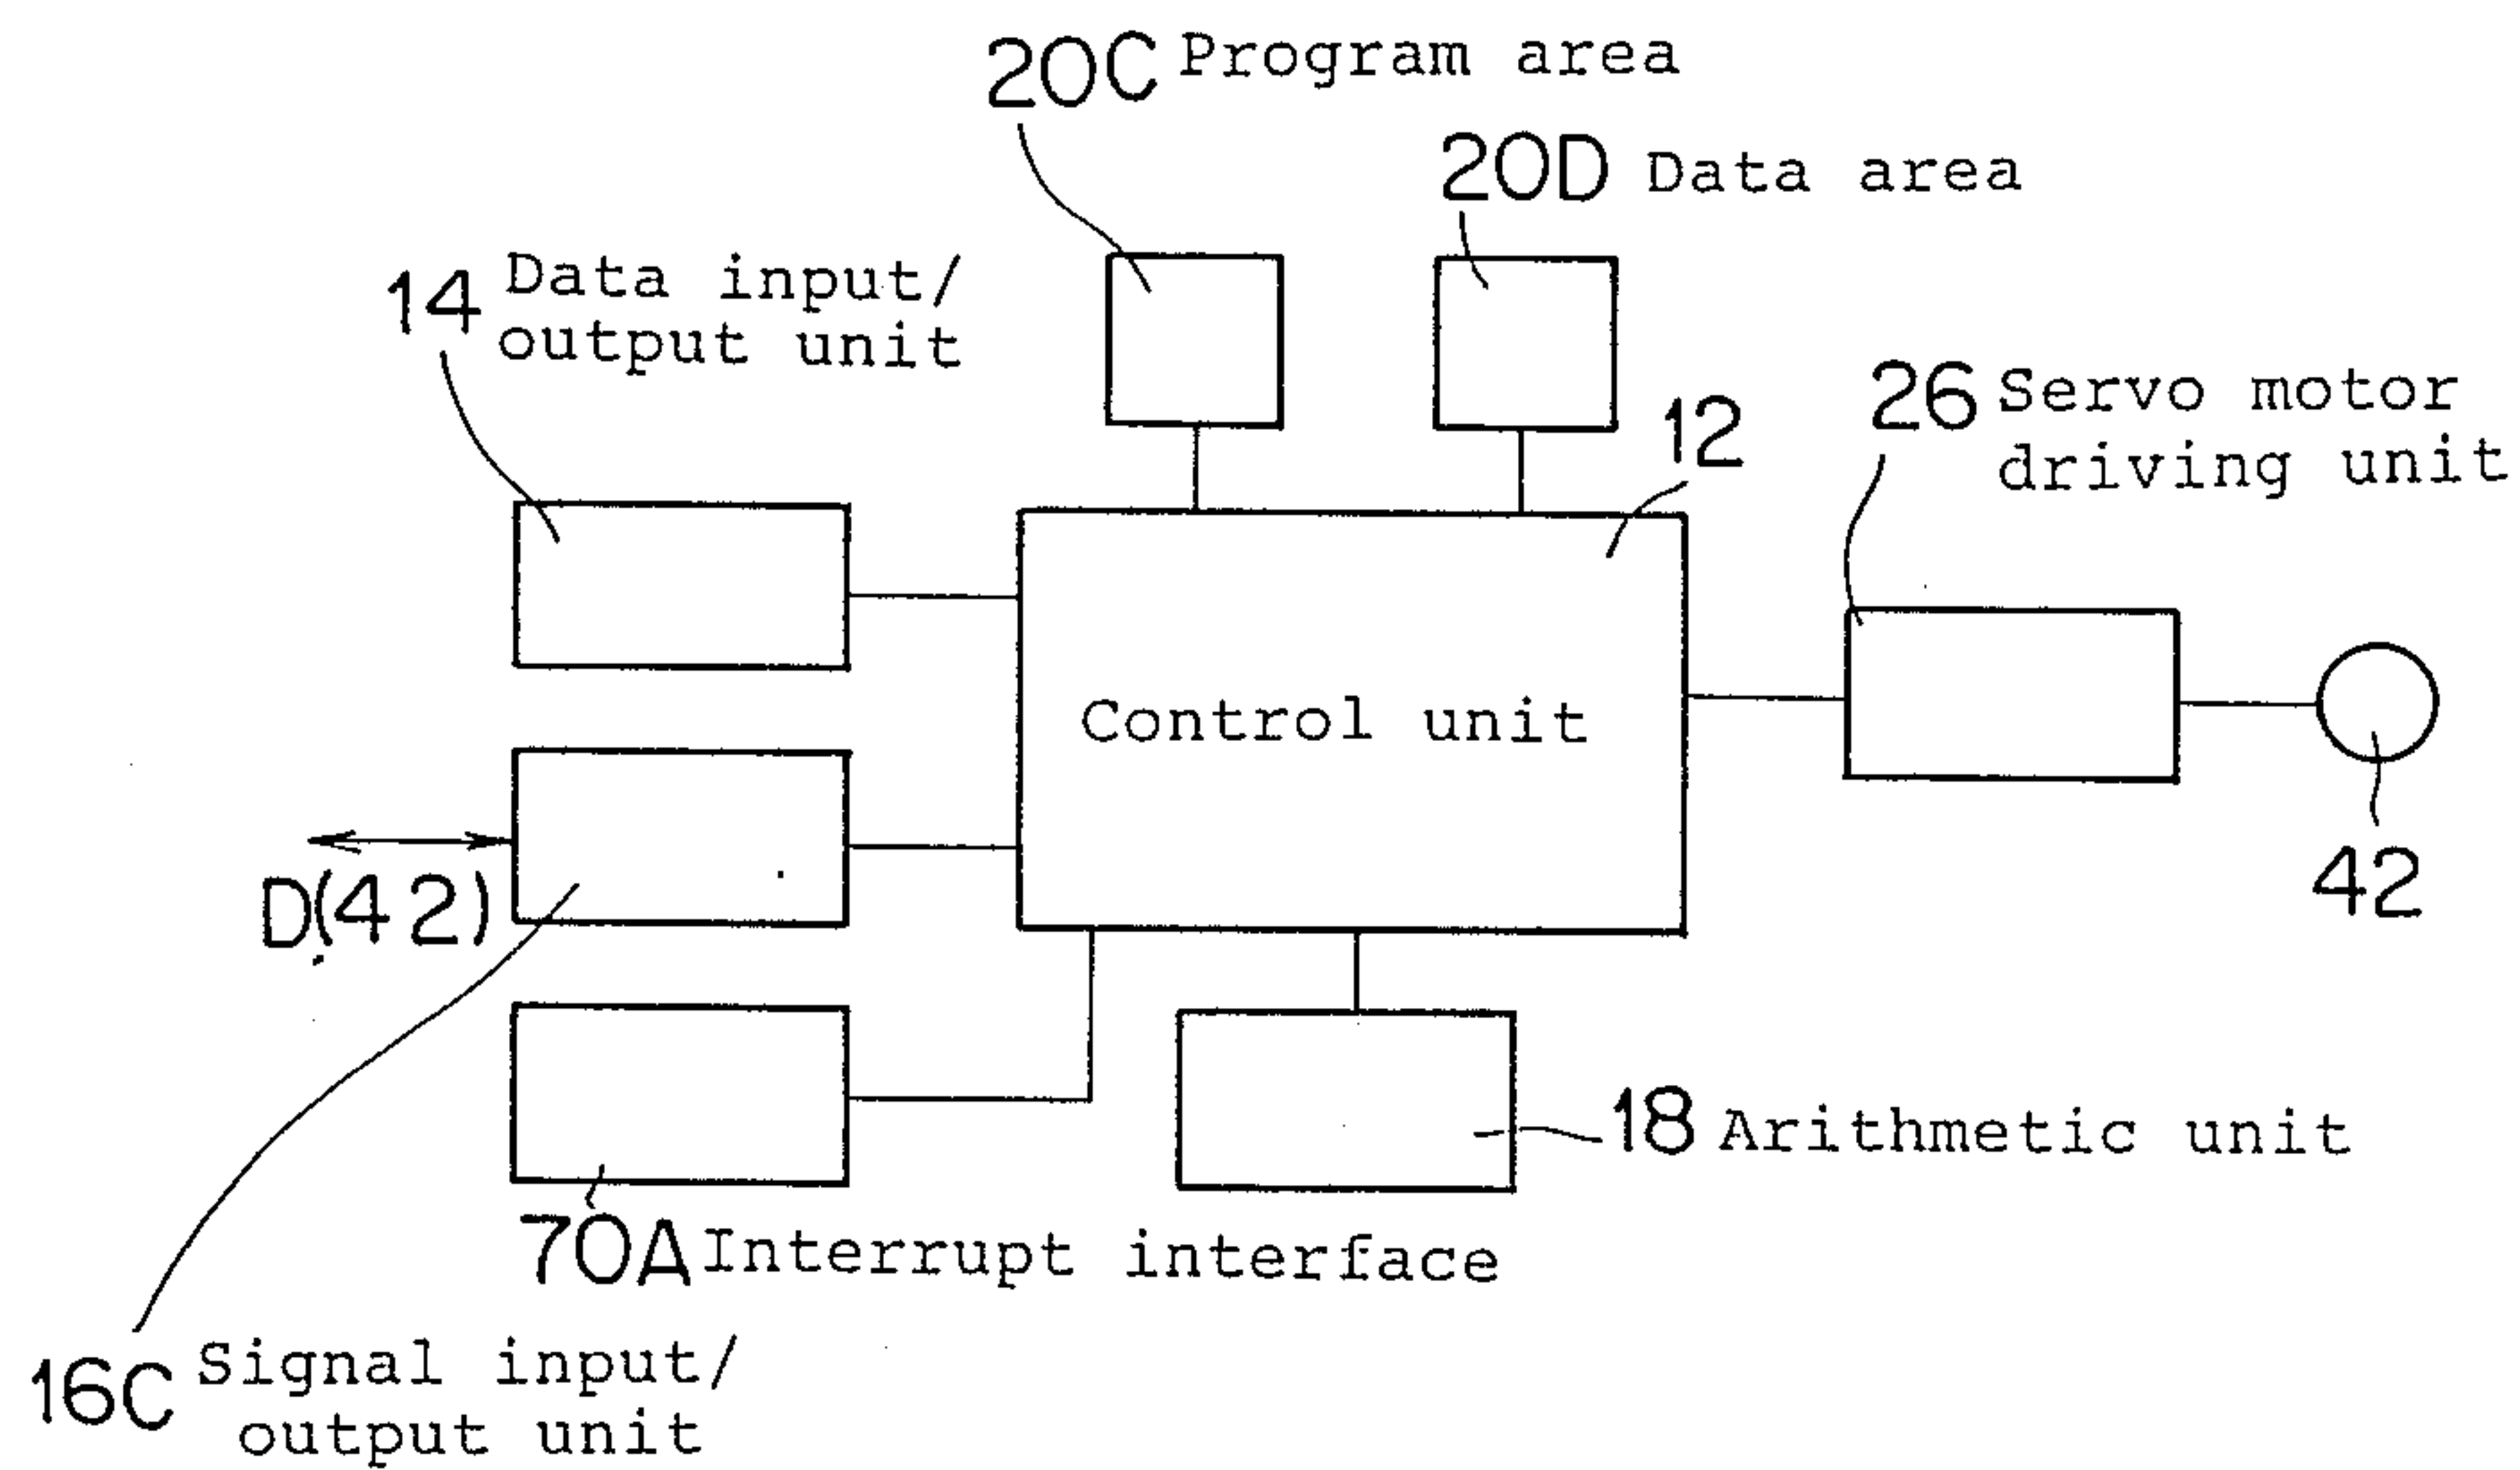 20C Program area
20D Data area
14 Data input/
output unit
12
26 Servo motor
driving unit
Control unit
D(42)
42
18 Arithmetic unit
70A Interrupt interface
16C Signal input/
output unit